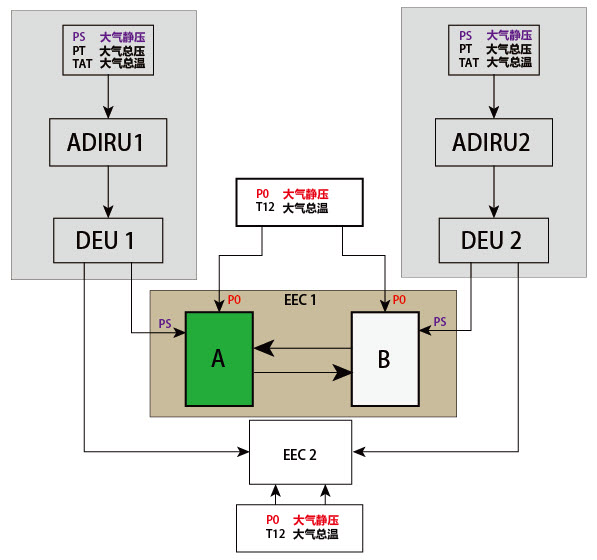 PS 大气静压
PT 大气总压
TAT 大气总温
ADIRU1
DEU 1
PS 大气静压
PT 大气总压
TAT 大气总温
ADIRU2
DEU 2
P0 大气静压
T12 大气总温
EEC 1
P0
P0
PS
PS
A
B
EEC 2
P0 大气静压
T12 大气总温